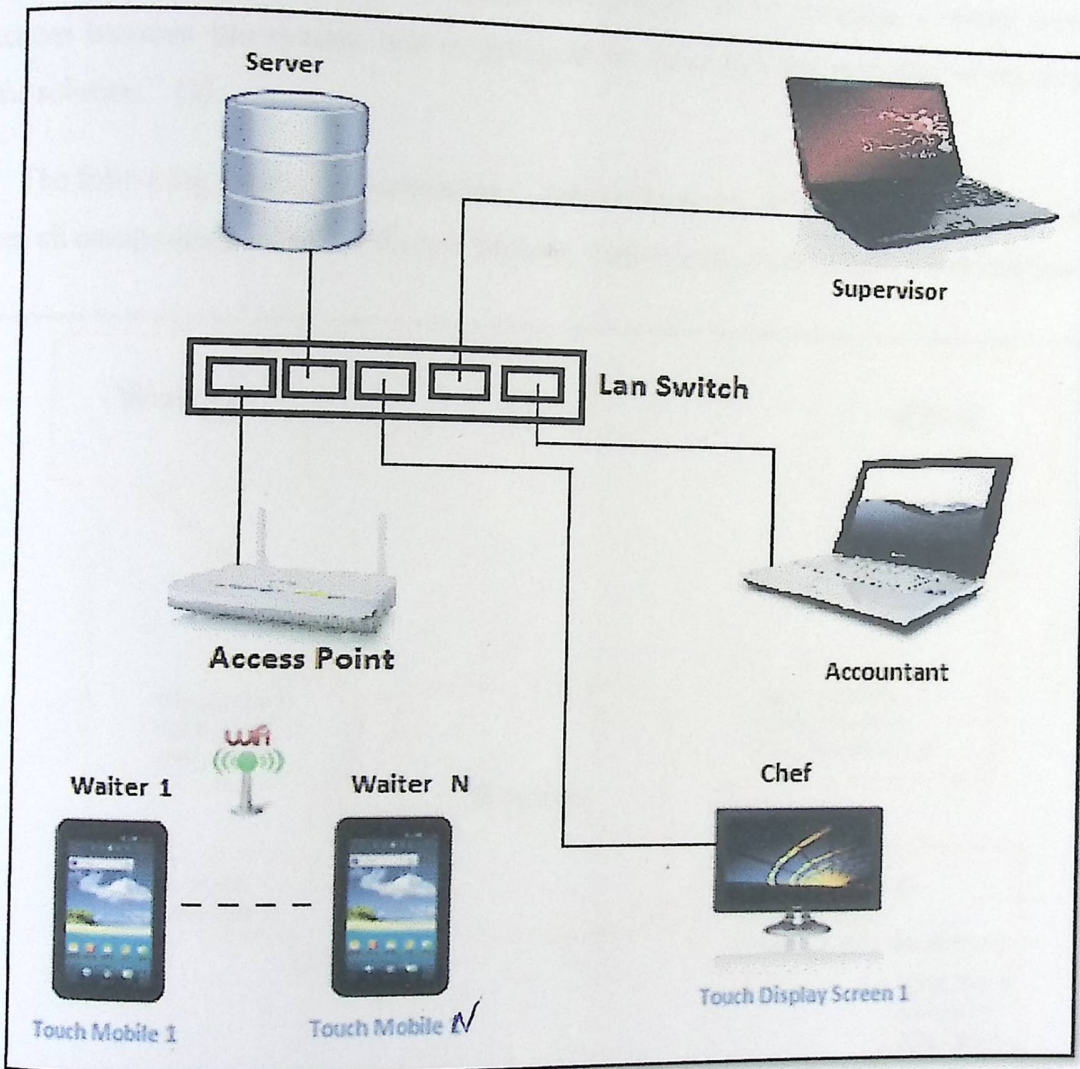 Server
Supervisor
Lan Switch
Access Point
Accountant
wifi
Waiter 1
Waiter N
Chef
Touch Mobile 1
Touch Mobile N
Touch Display Screen 1